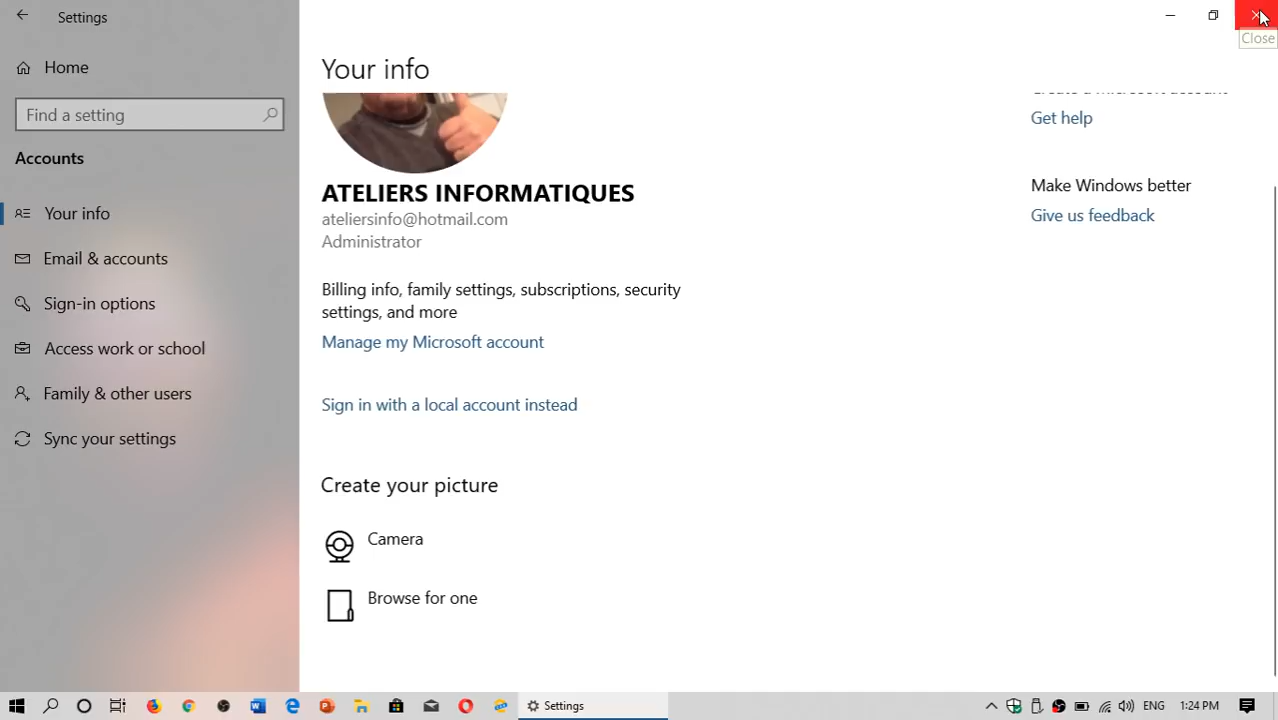 Settings
Close
Home
Find a setting
Accounts
Your info
Email & accounts
Sign-in options
Access work or school
Family & other users
Sync your settings
Your info
ATELIERS INFORMATIQUES
ateliersinfo@hotmail.com
Administrator
Billing info, family settings, subscriptions, security
settings, and more
Manage my Microsoft account
Sign in with a local account instead
Create your picture
Camera
Browse for one
Create a Microsoft account
Get help
Make Windows better
Give us feedback
Settings
ENG
1:24 PM